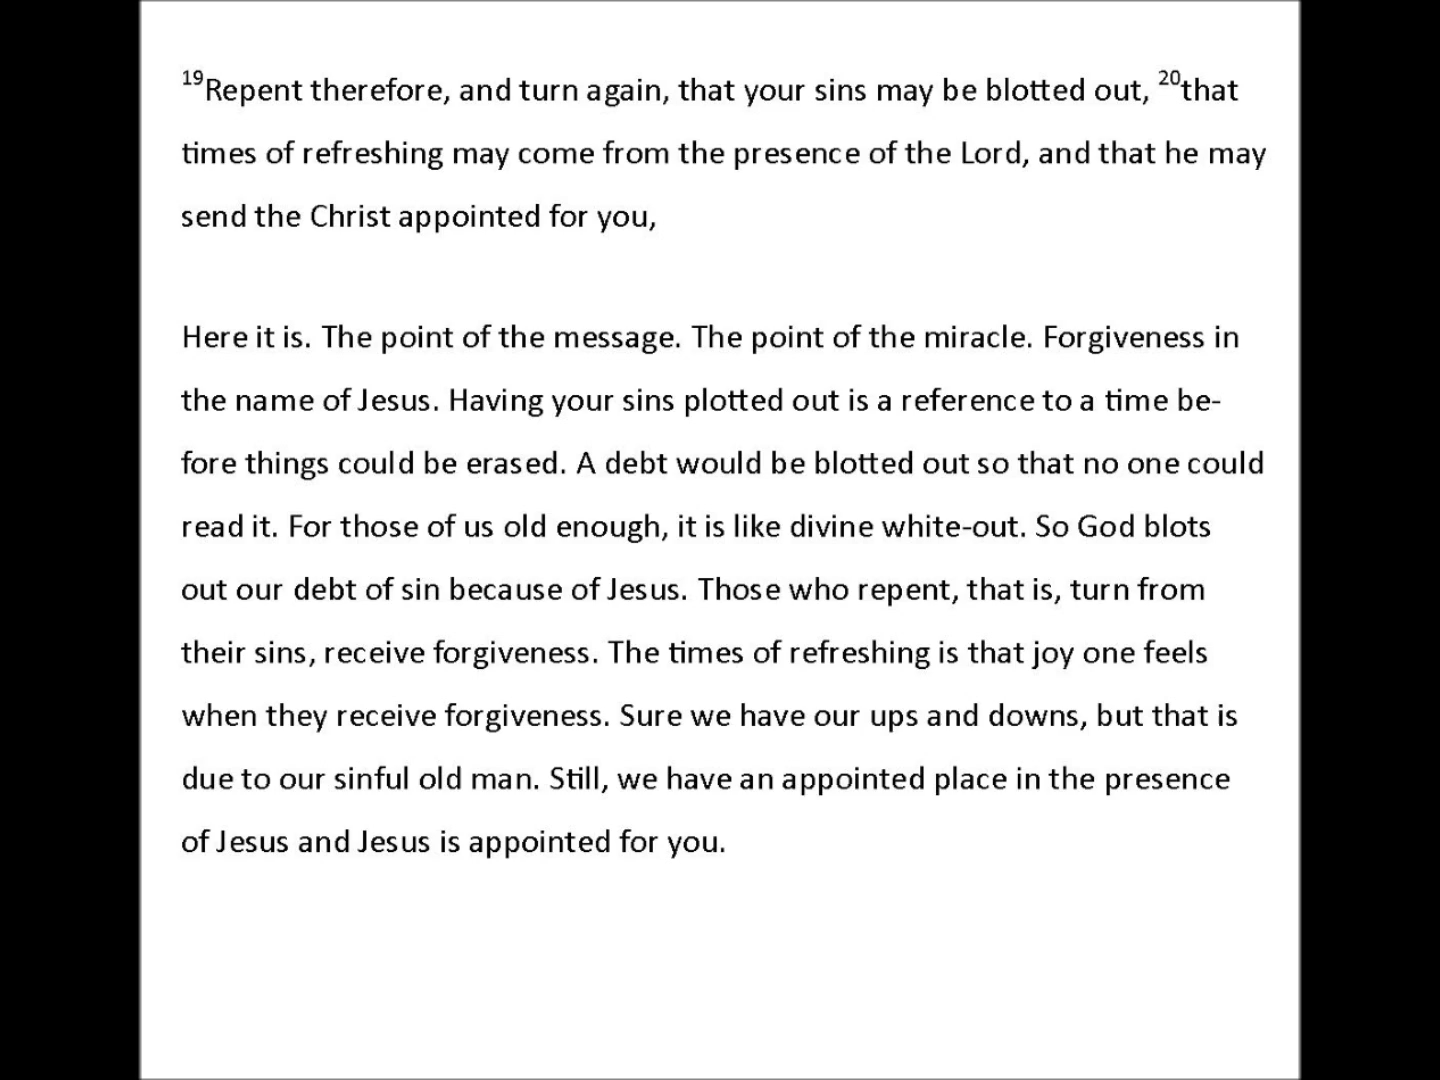 19Repent therefore, and turn again, that your sins may be blotted out, 20that
times of refreshing may come from the presence of the Lord, and that he may
send the Christ appointed for you,
Here it is. The point of the message. The point of the miracle. Forgiveness in
the name of Jesus. Having your sins plotted out is a reference to a time be-
fore things could be erased. A debt would be blotted out so that no one could
read it. For those of us old enough, it is like divine white-out. So God blots
out our debt of sin because of Jesus. Those who repent, that is, turn from
their sins, receive forgiveness. The times of refreshing is that joy one feels
when they receive forgiveness. Sure we have our ups and downs, but that is
due to our sinful old man. Still, we have an appointed place in the presence
of Jesus and Jesus is appointed for you.